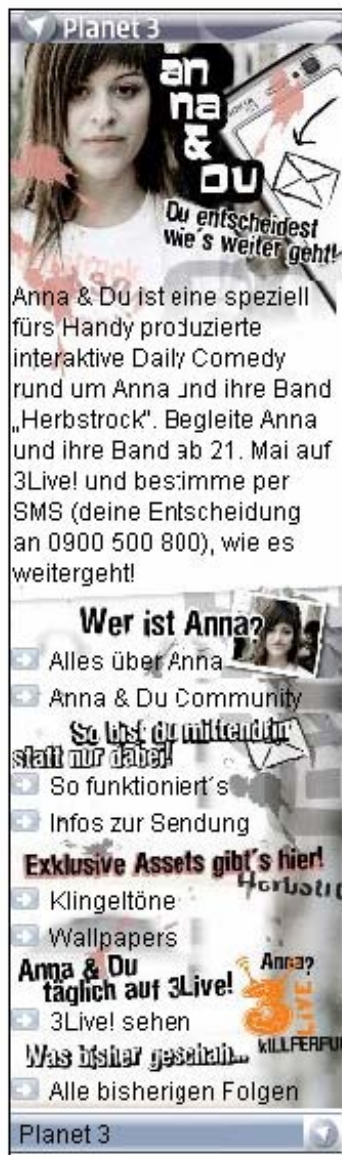 Planet 3
an
na
&
DU
Du entscheidest
wie's weiter geht!
Anna & Du ist eine speziell
fürs Handy produzierte
interaktive Daily Comedy
rund um Anna und ihre Band
„Herbstrock". Begleite Anna
und ihre Band ab 21. Mai auf
3Live! und bestimme per
SMS (deine Entscheidung
an 0900 500 800), wie es
weitergeht!
Wer ist Anna?
Alles über Anna
Anna & Du Community
So bist du mittendrin
statt nur dabei!
So funktioniert´s
Infos zur Sendung
Exklusive Assets gibt´s hier!
Klingeltöne
Wallpapers
Anna & Du
täglich auf 3Live!
Anna?
3 LIVE!
3Live! sehen
Was bisher geschah...
Alle bisherigen Folgen
Planet 3